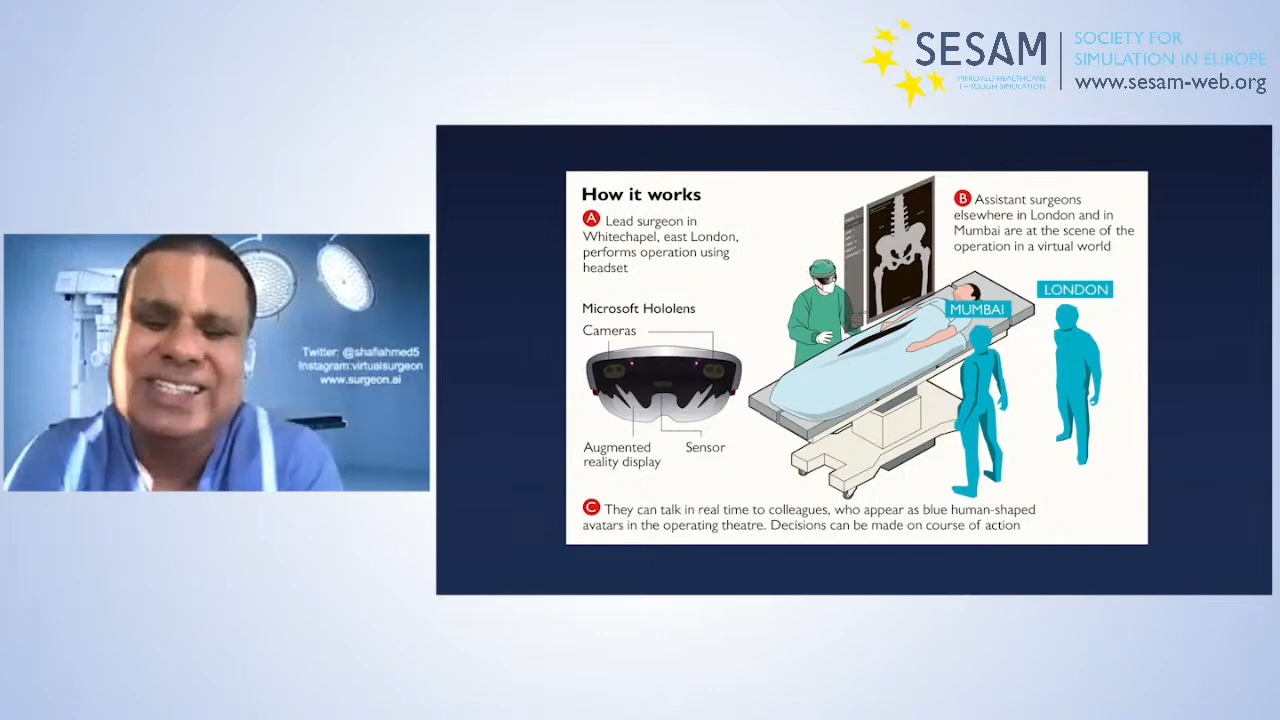 SESAM
IMPROVED HEALTHCARE
THROUGH SIMULATION
SOCIETY FOR
SIMULATION IN EUROPE
www.sesam-web.org
Twitter: @shafiahmed5
Instagram:virtualsurgeon
www.surgeon.ai
How it works
A Lead surgeon in
Whitechapel, east London,
performs operation using
headset
Microsoft Hololens
Cameras
Augmented
reality display
Sensor
B Assistant surgeons
elsewhere in London and in
Mumbai are at the scene of the
operation in a virtual world
MUMBAI
LONDON
C They can talk in real time to colleagues, who appear as blue human-shaped
avatars in the operating theatre. Decisions can be made on course of action